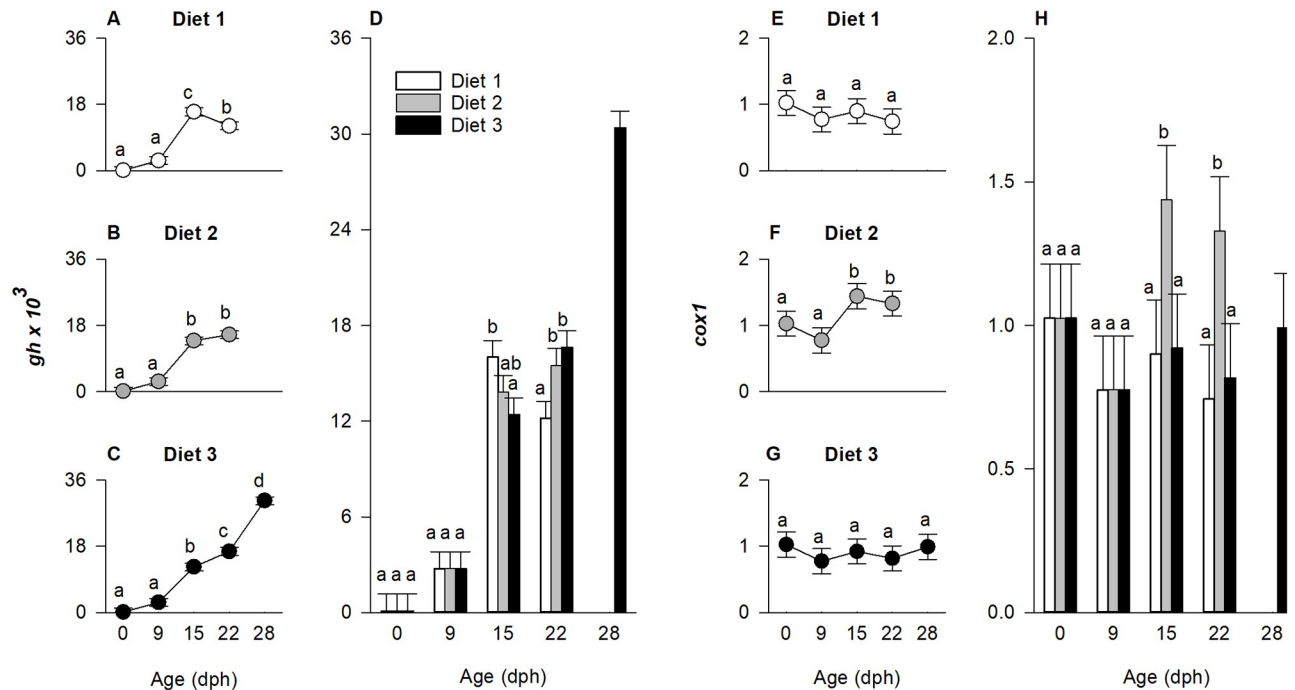 A Diet 1
36
18
0
a a c b
B Diet 2
36
18
0
a a b b
C Diet 3
36
18
0
a a b c d
0 9 15 22 28
Age (dph)
gh x 10³
D
36
30
24
18
12
6
0
Diet 1
Diet 2
Diet 3
a a a
a a a
b ab a
a b b
0 9 15 22 28
Age (dph)
E Diet 1
2
1
0
a a a a
F Diet 2
2
1
0
a a b b
G Diet 3
2
1
0
a a a a a
0 9 15 22 28
Age (dph)
cox1
H
2.0
1.5
1.0
0.5
0.0
a a a
a a a
a b a
a b a
0 9 15 22 28
Age (dph)